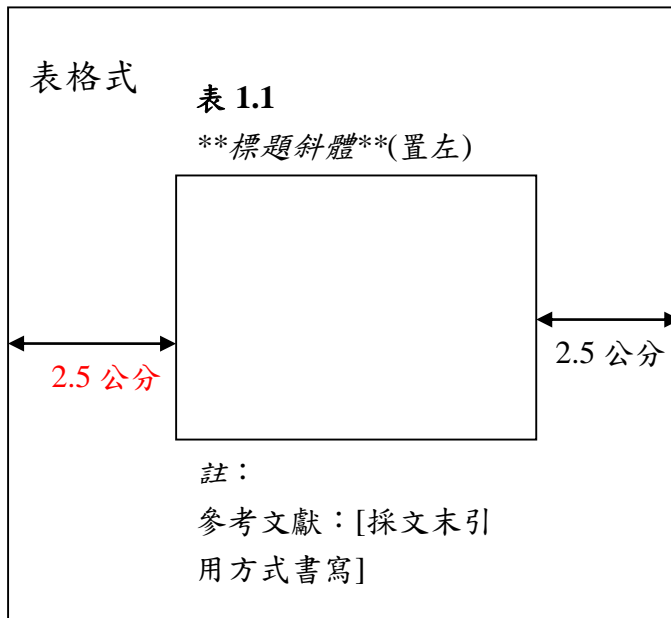 表格式
表 1.1
**標題斜體**(置左)
2.5 公分
2.5 公分
註：
參考文獻：[採文末引
用方式書寫]